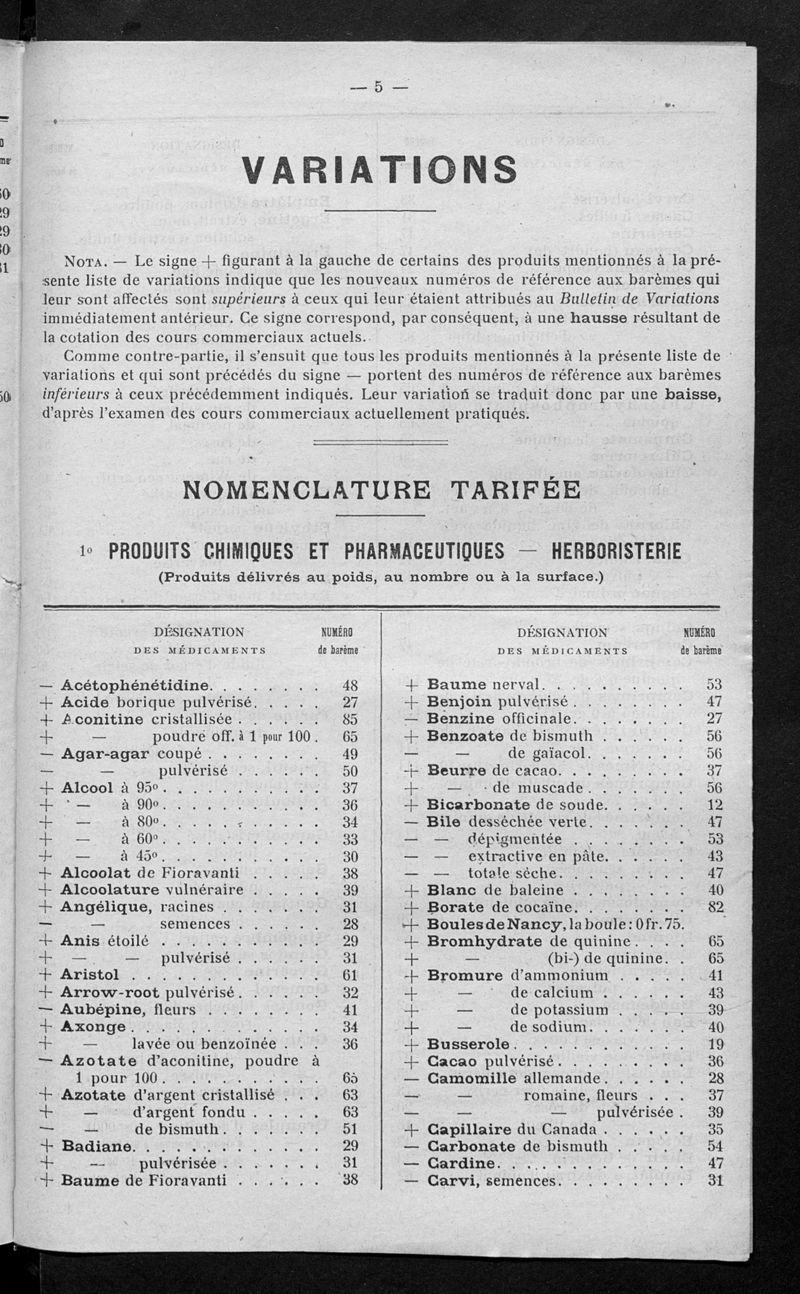 — 5 —
VARIATIONS
NOTA. — Le signe + figurant à la gauche de certains des produits mentionnés à la pré-
sente liste de variations indique que les nouveaux numéros de référence aux barèmes qui
leur sont affectés sont supérieurs à ceux qui leur étaient attribués au Bulletin de Variations
immédiatement antérieur. Ce signe correspond, par conséquent, à une hausse résultant de
la cotation des cours commerciaux actuels.
Comme contre-partie, il s'ensuit que tous les produits mentionnés à la présente liste de
variations et qui sont précédés du signe — portent des numéros de référence aux barèmes
inférieurs à ceux précédemment indiqués. Leur variation se traduit donc par une baisse,
d'après l'examen des cours commerciaux actuellement pratiqués.
NOMENCLATURE TARIFÉE
1º PRODUITS CHIMIQUES ET PHARMACEUTIQUES — HERBORISTERIE
(Produits délivrés au poids, au nombre ou à la surface.)
DÉSIGNATION NUMÉRO
DES MÉDICAMENTS de barème
— Acétophénétidine. . . . . . . . 48
+ Acide borique pulvérisé. . . . . 27
+ Aconitine cristallisée . . . . . . 85
+ — poudre off. à 1 pour 100 . 65
— Agar-agar coupé . . . . . . . . 49
— — pulvérisé . . . . . . 50
+ Alcool à 95º . . . . . . . . . . . 37
+ — à 90º . . . . . . . . . . . 36
+ — à 80º . . . . . . . . . . . 34
+ — à 60º . . . . . . . . . . . 33
+ — à 45º . . . . . . . . . . . 30
+ Alcoolat de Fioravanti . . . . . 38
+ Alcoolature vulnéraire . . . . . 39
+ Angélique, racines . . . . . . . 31
— — semences . . . . . . 28
+ Anis étoilé . . . . . . . . . . . 29
+ — — pulvérisé . . . . . . 31
+ Aristol . . . . . . . . . . . . . 61
+ Arrow-root pulvérisé . . . . . . 32
— Aubépine, fleurs . . . . . . . . 41
+ Axonge . . . . . . . . . . . . . 34
+ — lavée ou benzoïnée . . . 36
— Azotate d'aconitine, poudre à
1 pour 100 . . . . . . . . . . . 65
+ Azotate d'argent cristallisé . . . 63
+ — d'argent fondu . . . . . 63
— — de bismuth . . . . . . . 51
+ Badiane. . . . . . . . . . . . . 29
+ — pulvérisée . . . . . . . 31
+ Baume de Fioravanti . . . . . . 38
DÉSIGNATION NUMÉRO
DES MÉDICAMENTS de barème
+ Baume nerval. . . . . . . . . . 53
+ Benjoin pulvérisé . . . . . . . . 47
— Benzine officinale. . . . . . . . 27
+ Benzoate de bismuth . . . . . . 56
— — de gaïacol. . . . . . . 56
+ Beurre de cacao. . . . . . . . . 37
+ — de muscade . . . . . . . 56
+ Bicarbonate de soude. . . . . . 12
— Bile desséchée verte. . . . . . . 47
— — dépigmentée . . . . . . . . 53
— — extractive en pâte. . . . . . 43
— — totale sèche. . . . . . . . . 47
+ Blanc de baleine . . . . . . . . 40
+ Borate de cocaïne. . . . . . . . 82
+ Boules de Nancy, la boule : 0 fr. 75.
+ Bromhydrate de quinine . . . . 65
+ — (bi-) de quinine. . 65
+ Bromure d'ammonium . . . . . 41
+ — de calcium . . . . . . 43
+ — de potassium . . . . . 39
+ — de sodium. . . . . . . 40
+ Busserole . . . . . . . . . . . . 19
+ Cacao pulvérisé . . . . . . . . . 36
— Camomille allemande . . . . . . 28
— — romaine, fleurs . . . 37
— — — pulvérisée . 39
+ Capillaire du Canada . . . . . . 35
— Carbonate de bismuth . . . . . 54
— Cardine. . . . . . . . . . . . . 47
— Carvi, semences. . . . . . . . . 31